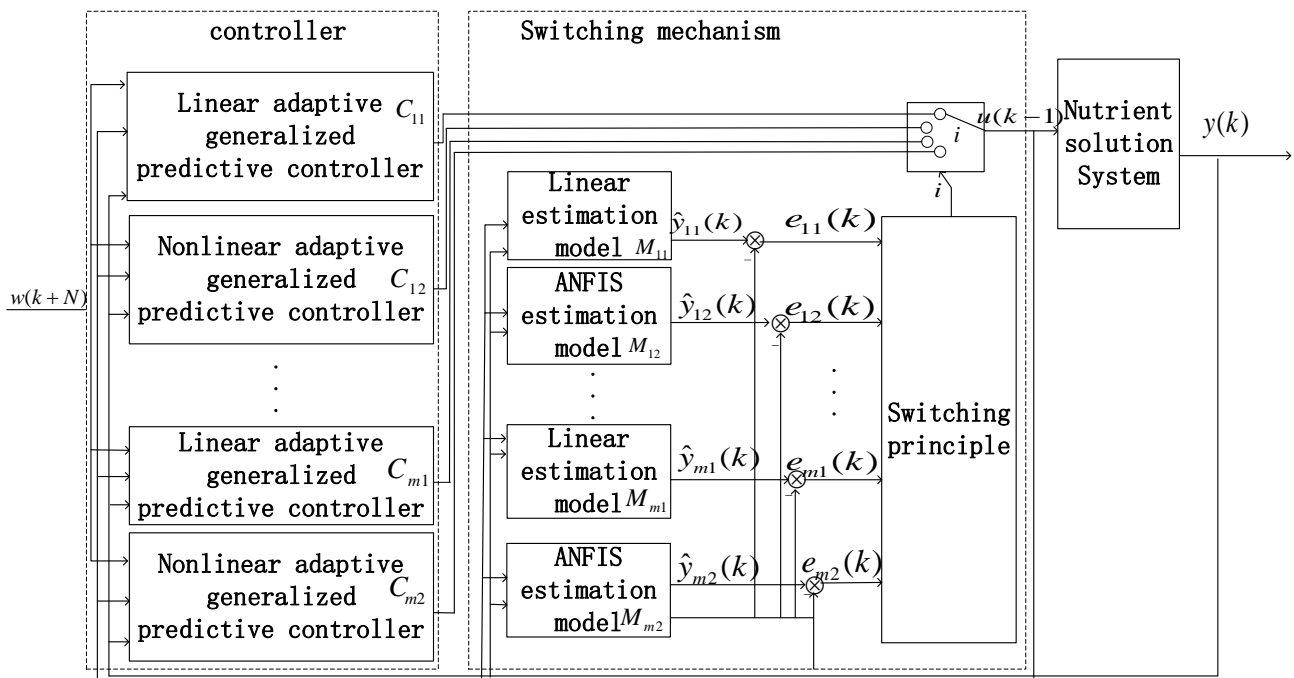 controller
Switching mechanism
Linear adaptive
generalized
predictive controller
C₁₁
Nonlinear adaptive
generalized
predictive controller
C₁₂
Linear adaptive
generalized
predictive controller
Cₘ₁
Nonlinear adaptive
generalized
predictive controller
Cₘ₂
w(k+N)
Linear
estimation
model M₁₁
ŷ₁₁(k)
e₁₁(k)
ANFIS
estimation
model M₁₂
ŷ₁₂(k)
e₁₂(k)
Linear
estimation
model Mₘ₁
ŷₘ₁(k)
eₘ₁(k)
ANFIS
estimation
model Mₘ₂
ŷₘ₂(k)
eₘ₂(k)
Switching
principle
i
i
u(k−1)
Nutrient
solution
System
y(k)